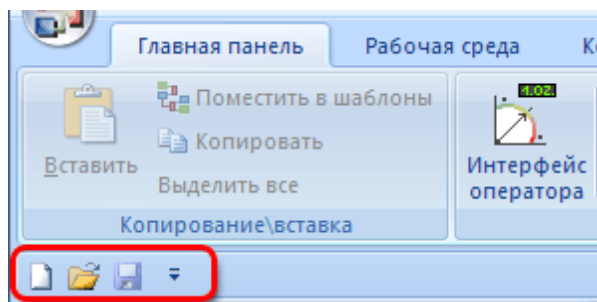 Главная панель Рабочая среда К
Поместить в шаблоны
Копировать
Вставить
Выделить все
Копирование\вставка
1.02.
Интерфейс
оператора